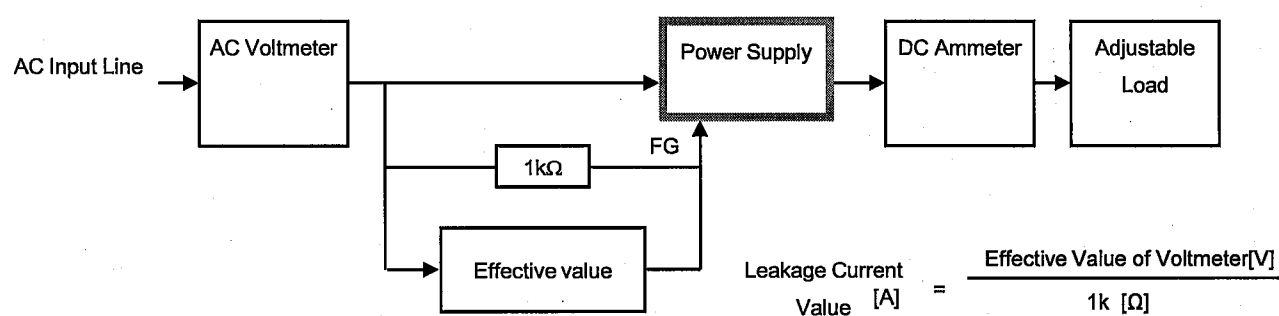 AC Input Line
AC Voltmeter
Power Supply
DC Ammeter
Adjustable
Load
FG
1kΩ
Effective value
Leakage Current
Value [A]
=
Effective Value of Voltmeter[V]
1k [Ω]